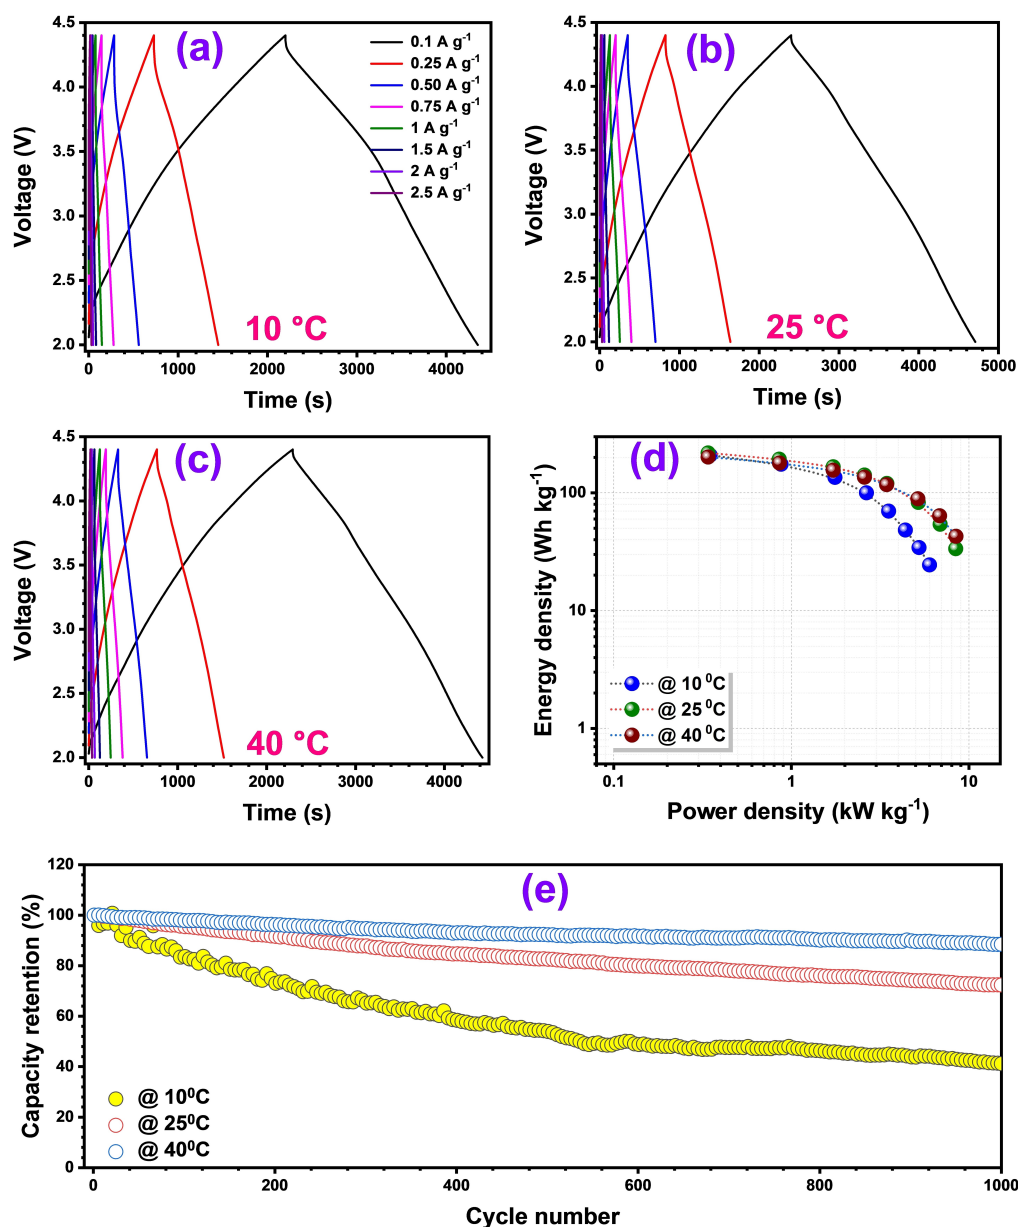 (a)
4.5
4.0
3.5
3.0
2.5
2.0
Voltage (V)
0.1 A g⁻¹
0.25 A g⁻¹
0.50 A g⁻¹
0.75 A g⁻¹
1 A g⁻¹
1.5 A g⁻¹
2 A g⁻¹
2.5 A g⁻¹
10 °C
0 1000 2000 3000 4000
Time (s)
(b)
4.5
4.0
3.5
3.0
2.5
2.0
Voltage (V)
25 °C
0 1000 2000 3000 4000 5000
Time (s)
(c)
4.5
4.0
3.5
3.0
2.5
2.0
Voltage (V)
40 °C
0 1000 2000 3000 4000
Time (s)
(d)
100
10
1
Energy density (Wh kg⁻¹)
@ 10 ⁰C
@ 25 ⁰C
@ 40 ⁰C
0.1 1 10
Power density (kW kg⁻¹)
(e)
120
100
80
60
40
20
0
Capacity retention (%)
@ 10⁰C
@ 25⁰C
@ 40⁰C
0 200 400 600 800 1000
Cycle number